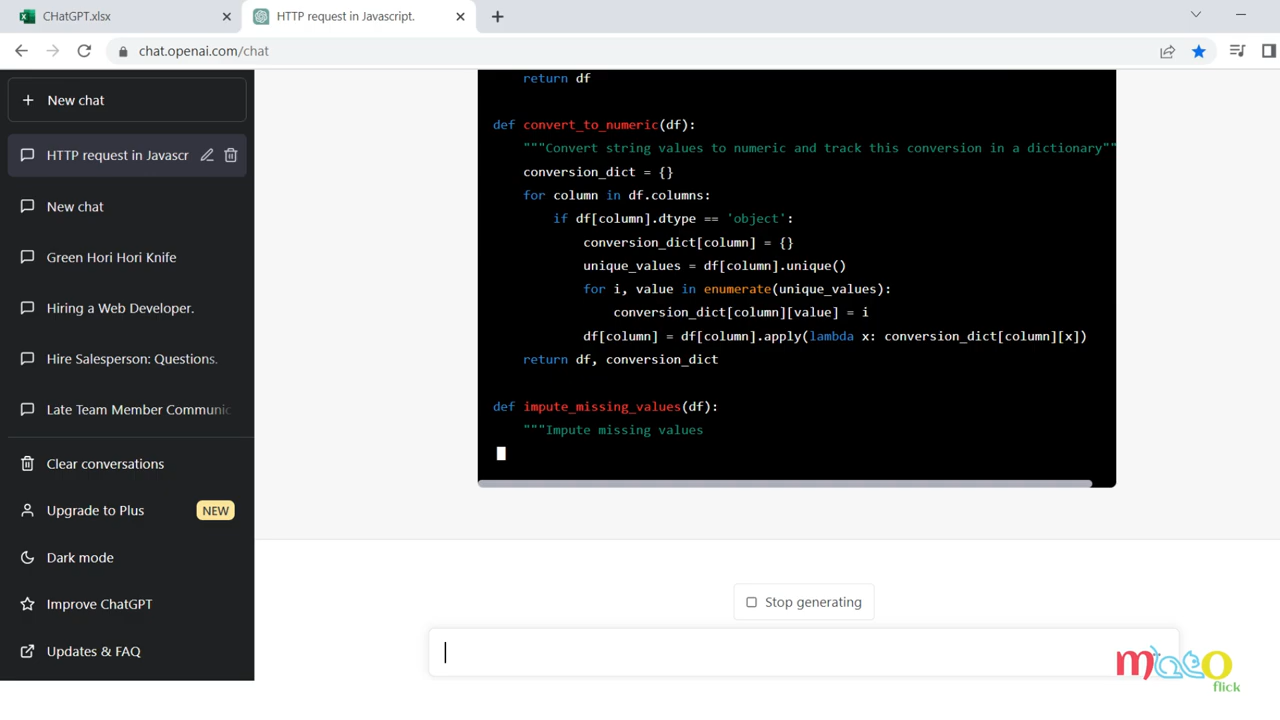 CHatGPT.xlsx
HTTP request in Javascript.
chat.openai.com/chat
New chat
HTTP request in Javascr
New chat
Green Hori Hori Knife
Hiring a Web Developer.
Hire Salesperson: Questions.
Late Team Member Communic
Clear conversations
Upgrade to Plus NEW
Dark mode
Improve ChatGPT
Updates & FAQ
return df
def convert_to_numeric(df):
"""Convert string values to numeric and track this conversion in a dictionary""
conversion_dict = {}
for column in df.columns:
if df[column].dtype == 'object':
conversion_dict[column] = {}
unique_values = df[column].unique()
for i, value in enumerate(unique_values):
conversion_dict[column][value] = i
df[column] = df[column].apply(lambda x: conversion_dict[column][x])
return df, conversion_dict
def impute_missing_values(df):
"""Impute missing values
Stop generating
flick